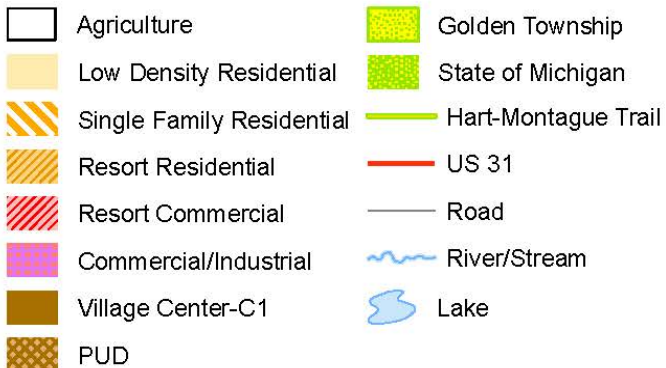 Agriculture
Low Density Residential
Single Family Residential
Resort Residential
Resort Commercial
Commercial/Industrial
Village Center-C1
PUD
Golden Township
State of Michigan
Hart-Montague Trail
US 31
Road
River/Stream
Lake